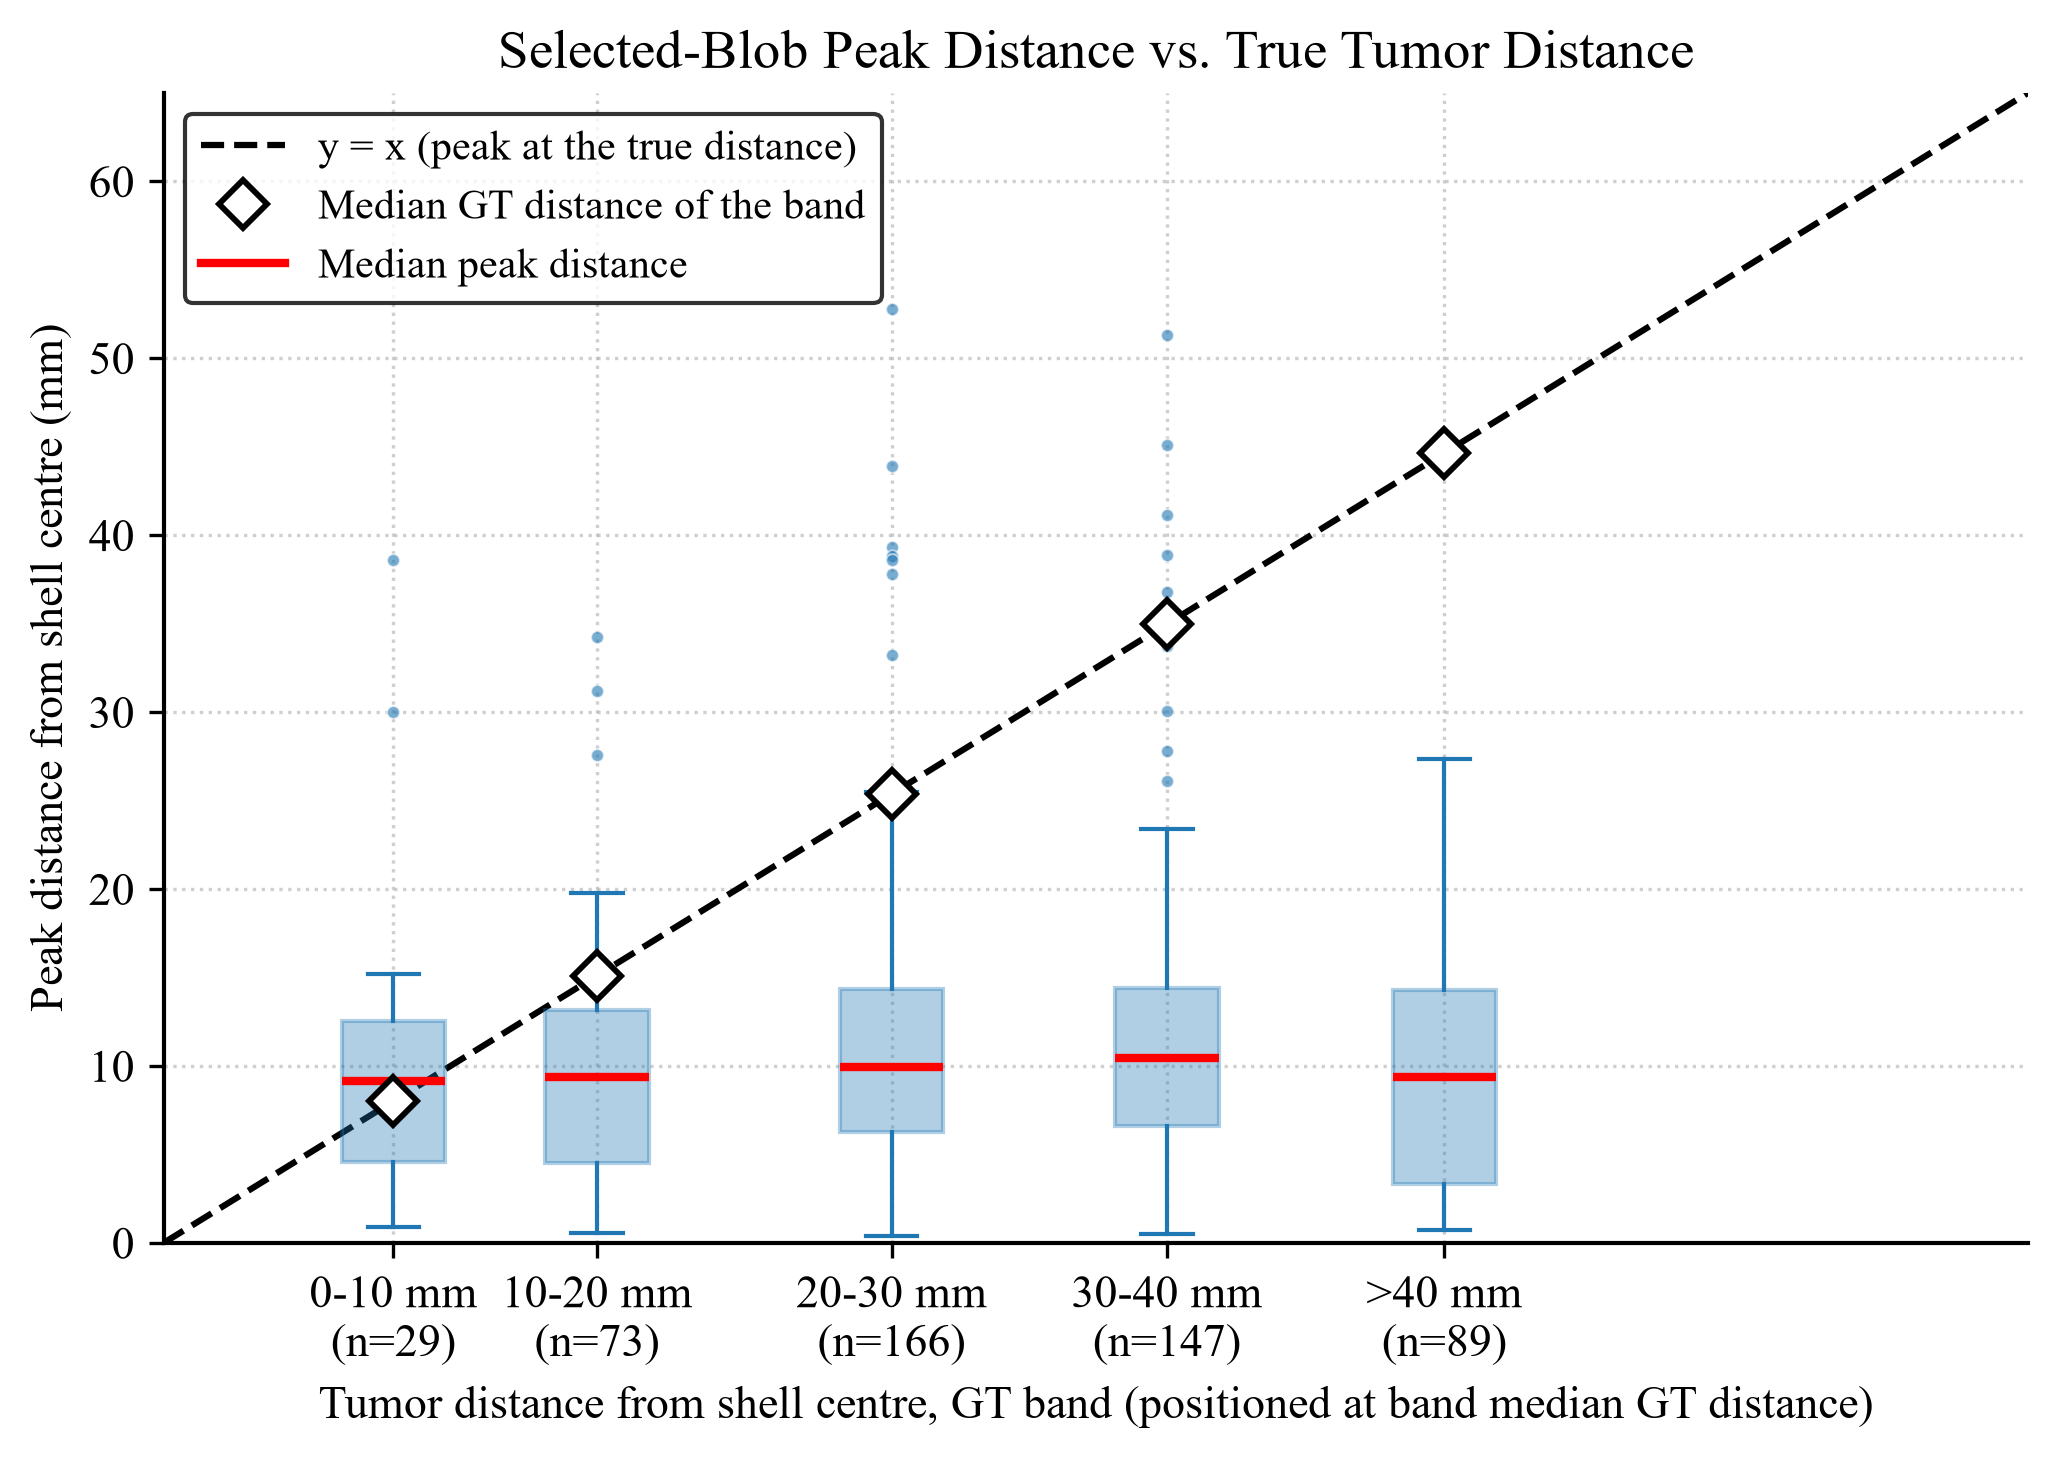 Selected-Blob Peak Distance vs. True Tumor Distance
y = x (peak at the true distance)
Median GT distance of the band
Median peak distance
Peak distance from shell centre (mm)
60
50
40
30
20
10
0
0-10 mm
(n=29)
10-20 mm
(n=73)
20-30 mm
(n=166)
30-40 mm
(n=147)
>40 mm
(n=89)
Tumor distance from shell centre, GT band (positioned at band median GT distance)